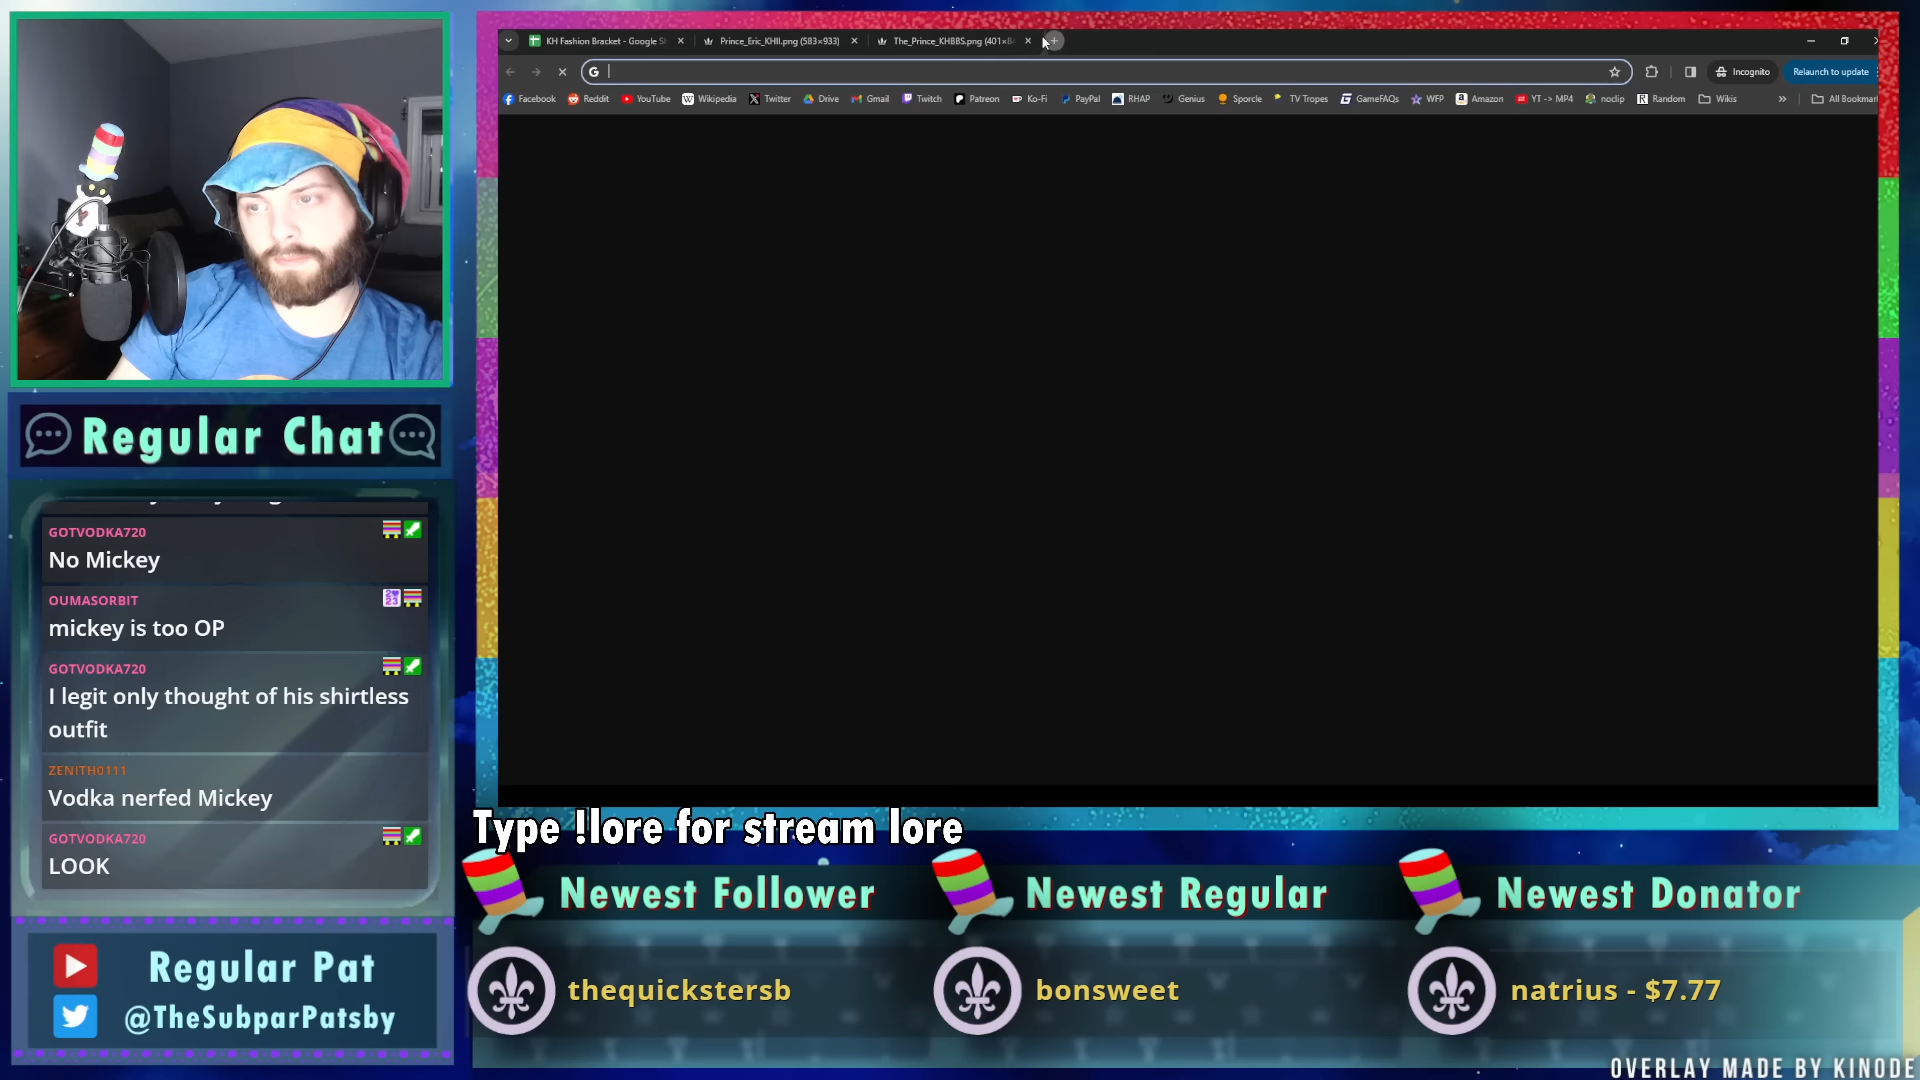 KH Fashion Bracket - Google S
Prince_Eric_KHII.png (583×933)
The_Prince_KHBBS.png (401×8
Incognito
Relaunch to update
Facebook
Reddit
YouTube
Wikipedia
Twitter
Drive
Gmail
Twitch
Patreon
Ko-Fi
PayPal
RHAP
Genius
Sporcle
TV Tropes
GameFAQs
WFP
Amazon
YT -> MP4
noclip
Random
Wikis
»
All Bookmar
Regular Chat
GOTVODKA720
No Mickey
OUMASORBIT
mickey is too OP
GOTVODKA720
I legit only thought of his shirtless
outfit
ZENITH0111
Vodka nerfed Mickey
GOTVODKA720
LOOK
Regular Pat
@TheSubparPatsby
Type !lore for stream lore
Newest Follower
thequickstersb
Newest Regular
bonsweet
Newest Donator
natrius - $7.77
OVERLAY MADE BY KINODE